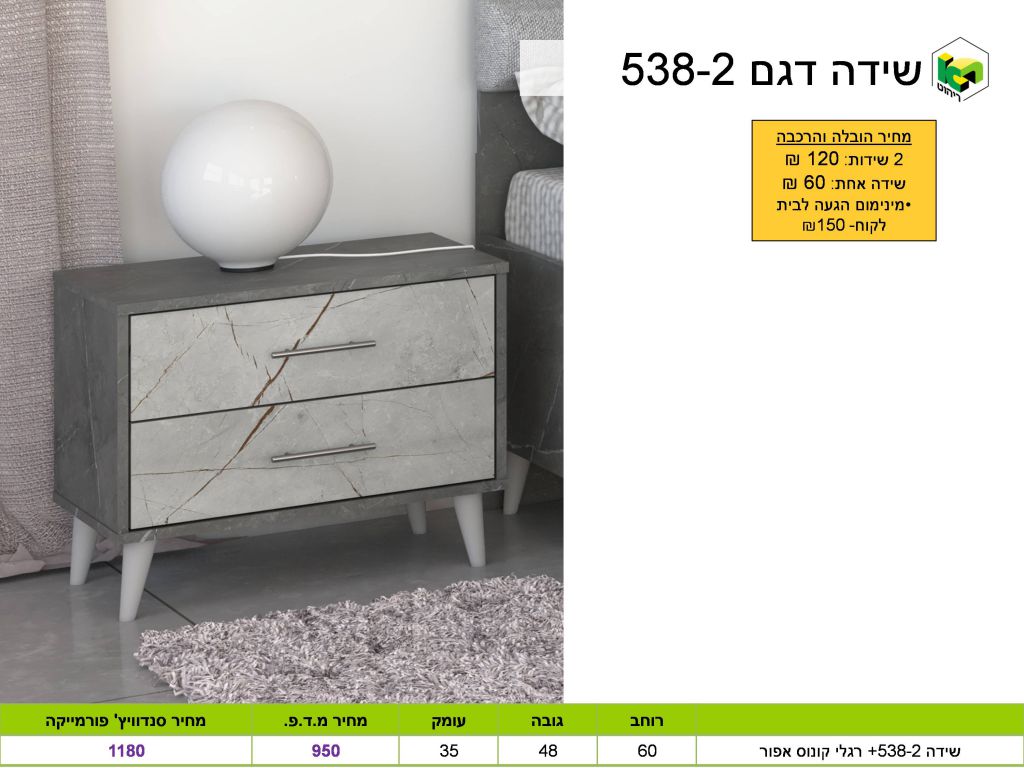 שידה דגם 538-2
ריהוט
מחיר הובלה והרכבה
2 שידות: 120 ₪
שידה אחת: 60 ₪
•מינימום הגעה לבית
לקוח- 150₪
רוחב גובה עומק מחיר מ.ד.פ. מחיר סנדוויץ' פורמייקה
שידה 538-2+ רגלי קונוס אפור 60 48 35 950 1180